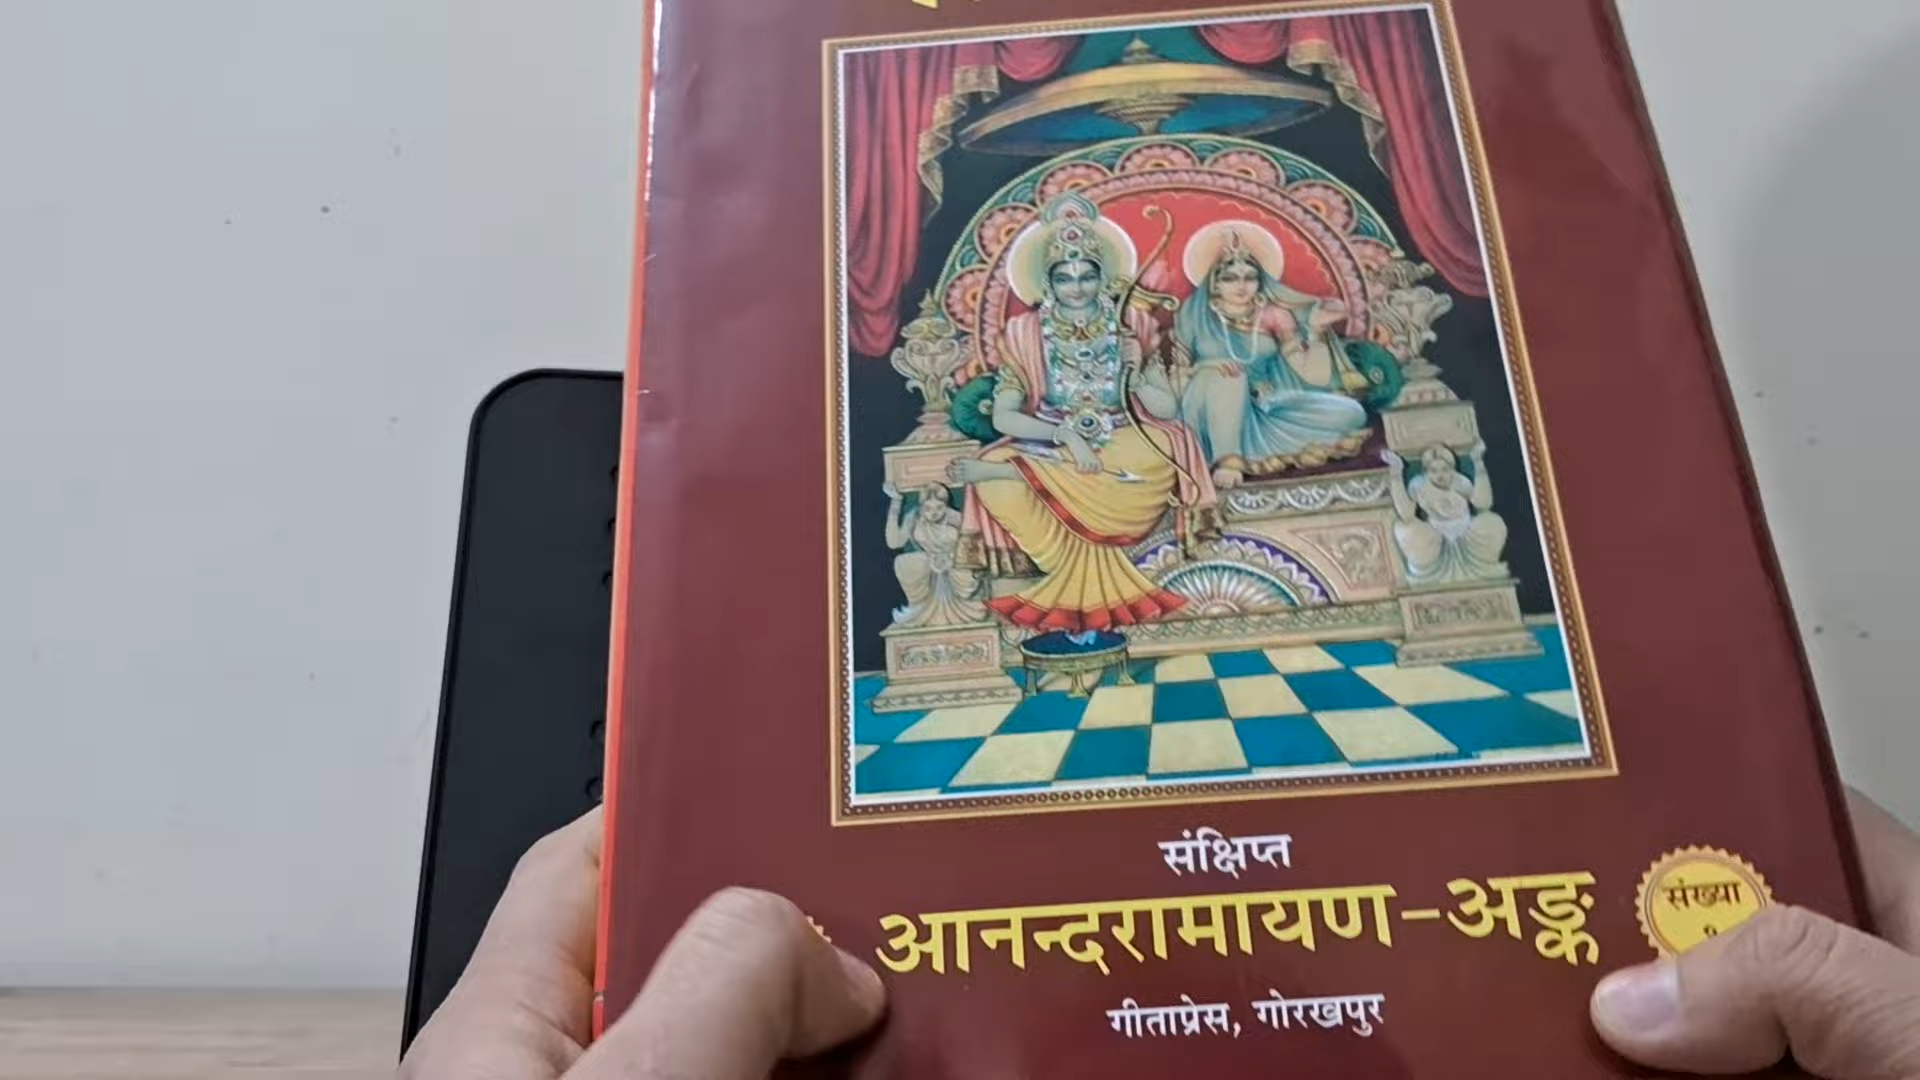 संक्षिप्त
आनन्दरामायण-अङ्क
संख्या
गीताप्रेस, गोरखपुर